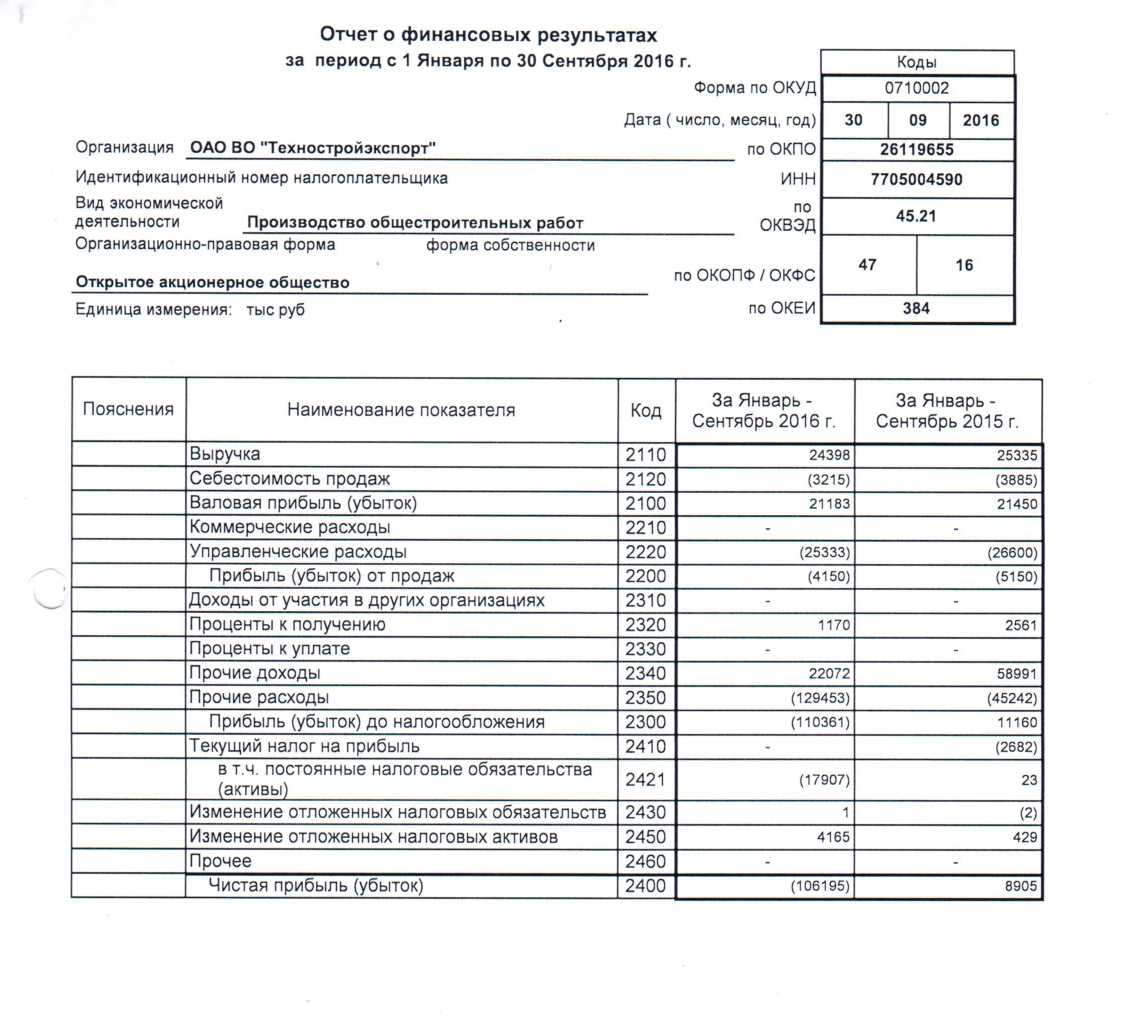 Отчет о финансовых результатах
за период с 1 Января по 30 Сентября 2016 г.
Коды
Форма по ОКУД 0710002
Дата ( число, месяц, год) 30 09 2016
Организация ОАО ВО "Техностройэкспорт" по ОКПО 26119655
Идентификационный номер налогоплательщика ИНН 7705004590
Вид экономической деятельности Производство общестроительных работ по ОКВЭД 45.21
Организационно-правовая форма форма собственности
Открытое акционерное общество по ОКОПФ / ОКФС 47 16
Единица измерения: тыс руб по ОКЕИ 384
Пояснения Наименование показателя Код За Январь - Сентябрь 2016 г. За Январь - Сентябрь 2015 г.
Выручка 2110 24398 25335
Себестоимость продаж 2120 (3215) (3885)
Валовая прибыль (убыток) 2100 21183 21450
Коммерческие расходы 2210 - -
Управленческие расходы 2220 (25333) (26600)
Прибыль (убыток) от продаж 2200 (4150) (5150)
Доходы от участия в других организациях 2310 - -
Проценты к получению 2320 1170 2561
Проценты к уплате 2330 - -
Прочие доходы 2340 22072 58991
Прочие расходы 2350 (129453) (45242)
Прибыль (убыток) до налогообложения 2300 (110361) 11160
Текущий налог на прибыль 2410 - (2682)
в т.ч. постоянные налоговые обязательства (активы) 2421 (17907) 23
Изменение отложенных налоговых обязательств 2430 1 (2)
Изменение отложенных налоговых активов 2450 4165 429
Прочее 2460 - -
Чистая прибыль (убыток) 2400 (106195) 8905